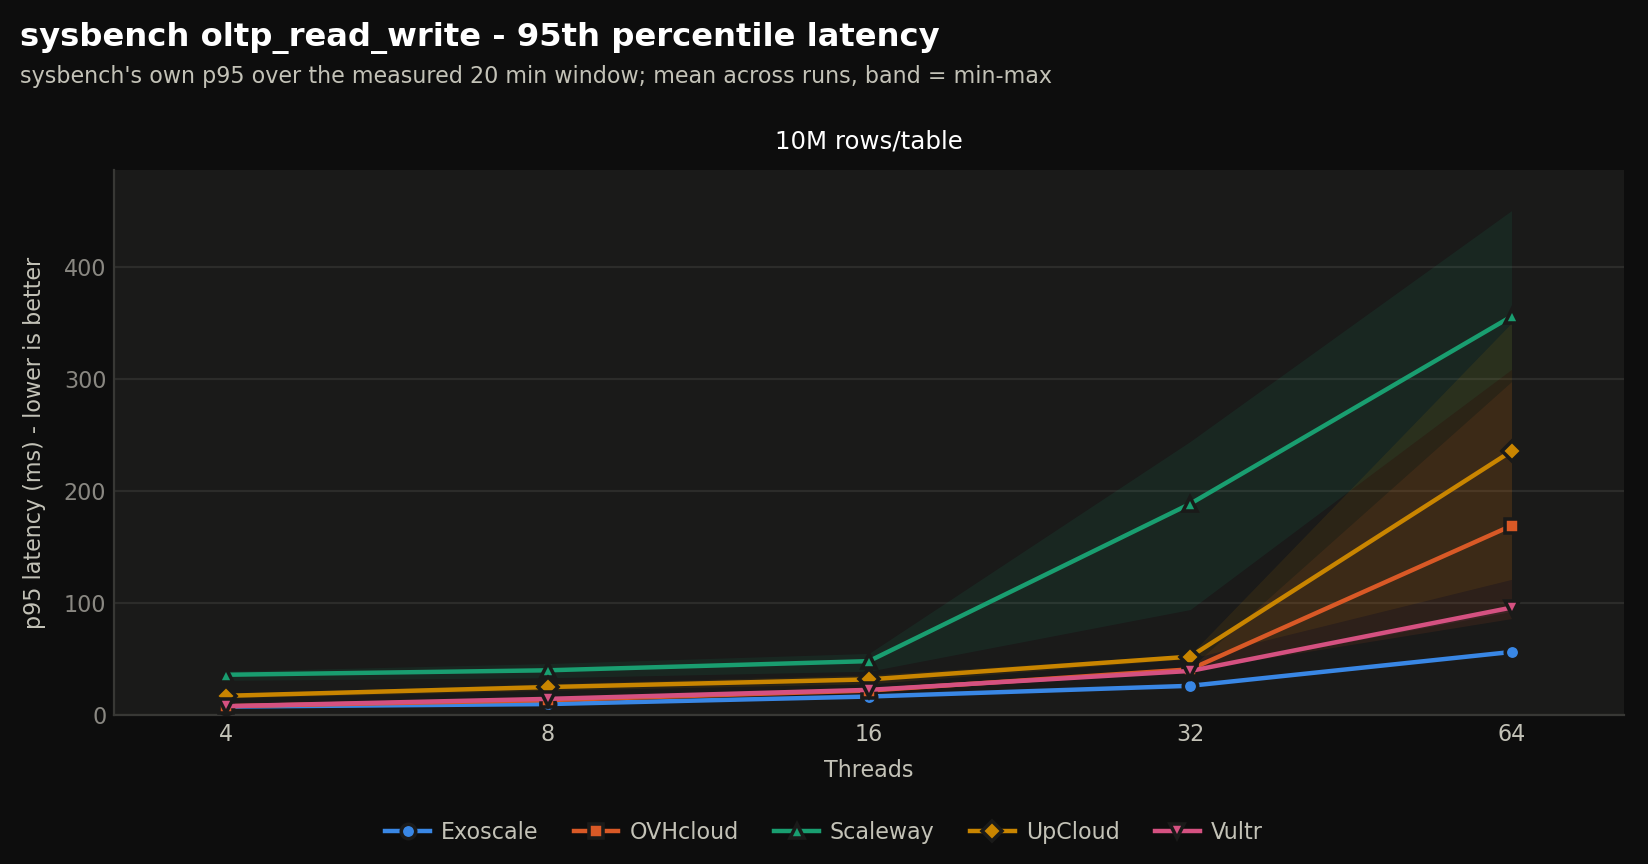 sysbench oltp_read_write - 95th percentile latency
sysbench's own p95 over the measured 20 min window; mean across runs, band = min-max
10M rows/table
p95 latency (ms) - lower is better
400
300
200
100
0
4 8 16 32 64
Threads
Exoscale OVHcloud Scaleway UpCloud Vultr